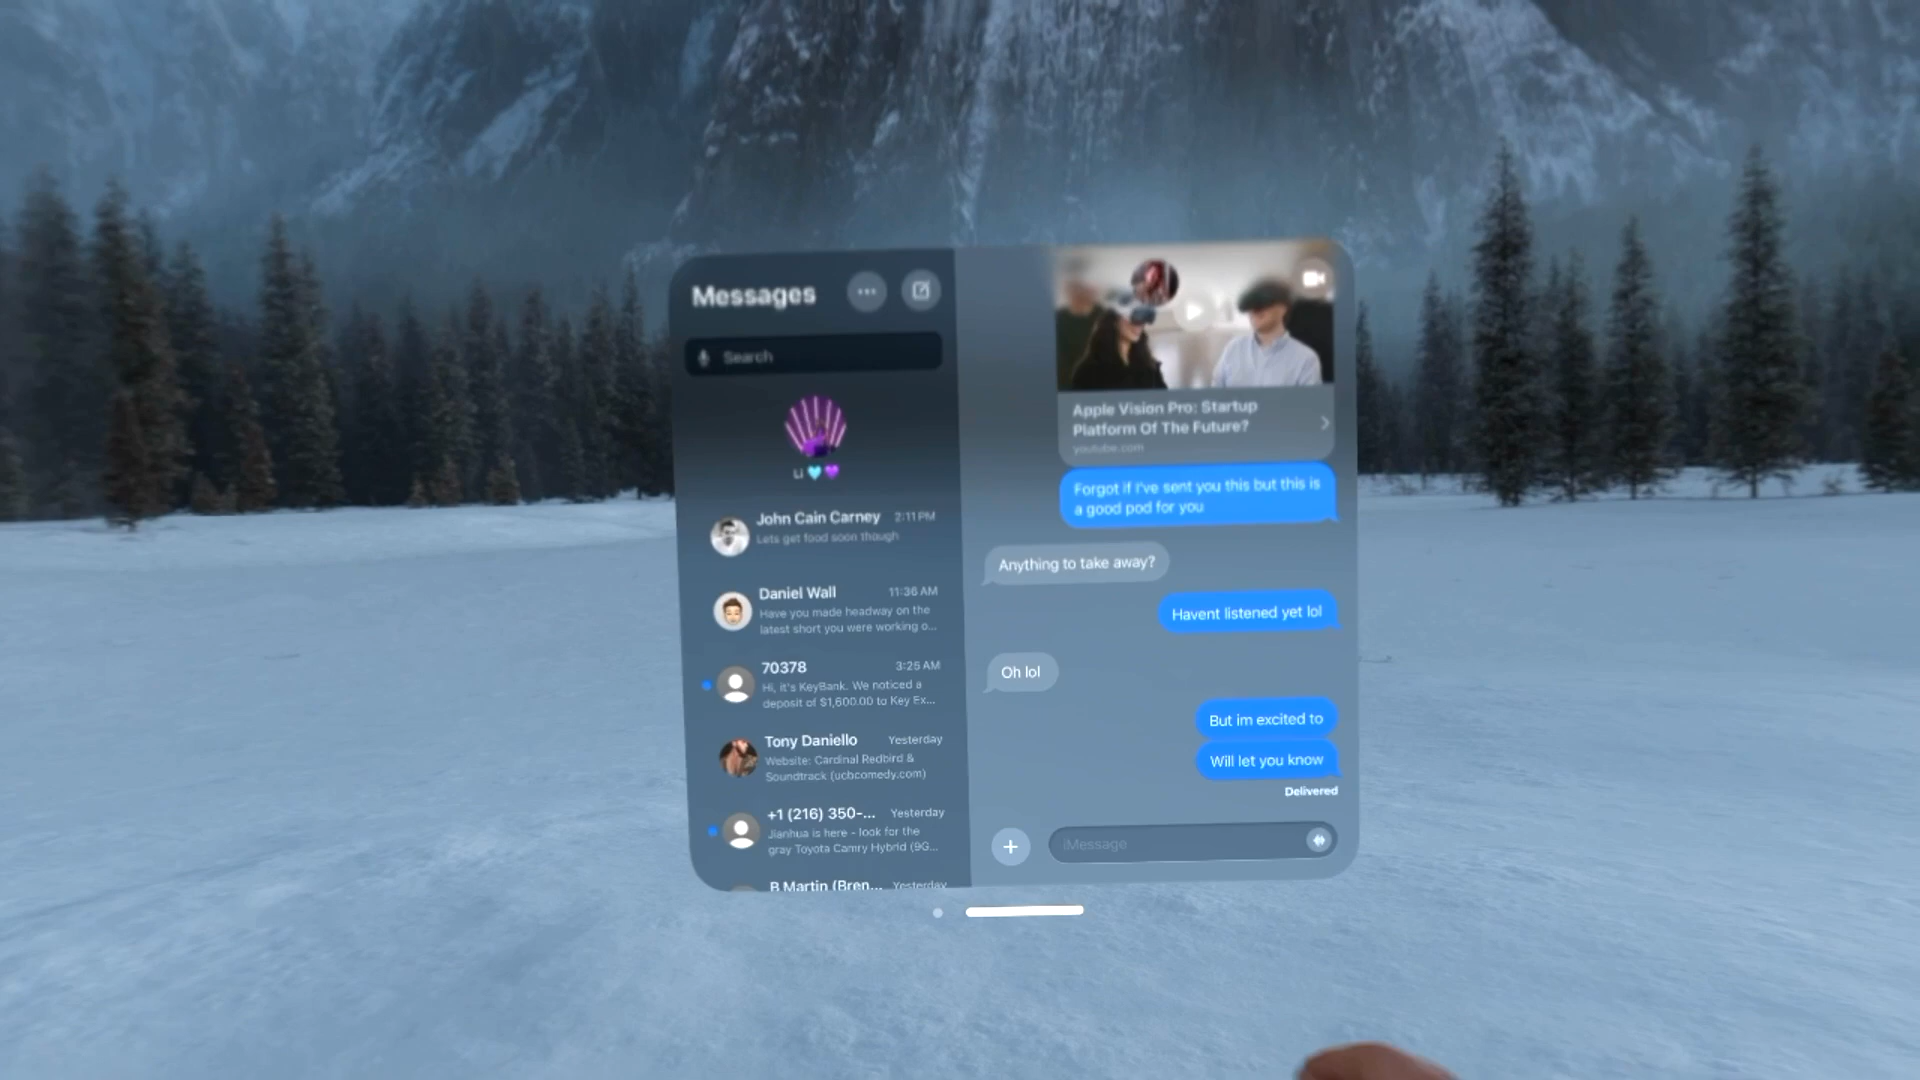 Messages
Search
Li 🩵💜
John Cain Carney 2:11 PM
Lets get food soon though
Daniel Wall 11:36 AM
Have you made headway on the
latest short you were working o...
70378 3:25 AM
Hi, it's KeyBank. We noticed a
deposit of $1,600.00 to Key Ex...
Tony Daniello Yesterday
Website: Cardinal Redbird &
Soundtrack (ucbcomedy.com)
+1 (216) 350-... Yesterday
Jianhua is here - look for the
gray Toyota Camry Hybrid (9G...
B Martin (Bren... Yesterday
Apple Vision Pro: Startup
Platform Of The Future?
youtube.com
Forgot if I've sent you this but this is
a good pod for you
Anything to take away?
Havent listened yet lol
Oh lol
But im excited to
Will let you know
Delivered
iMessage